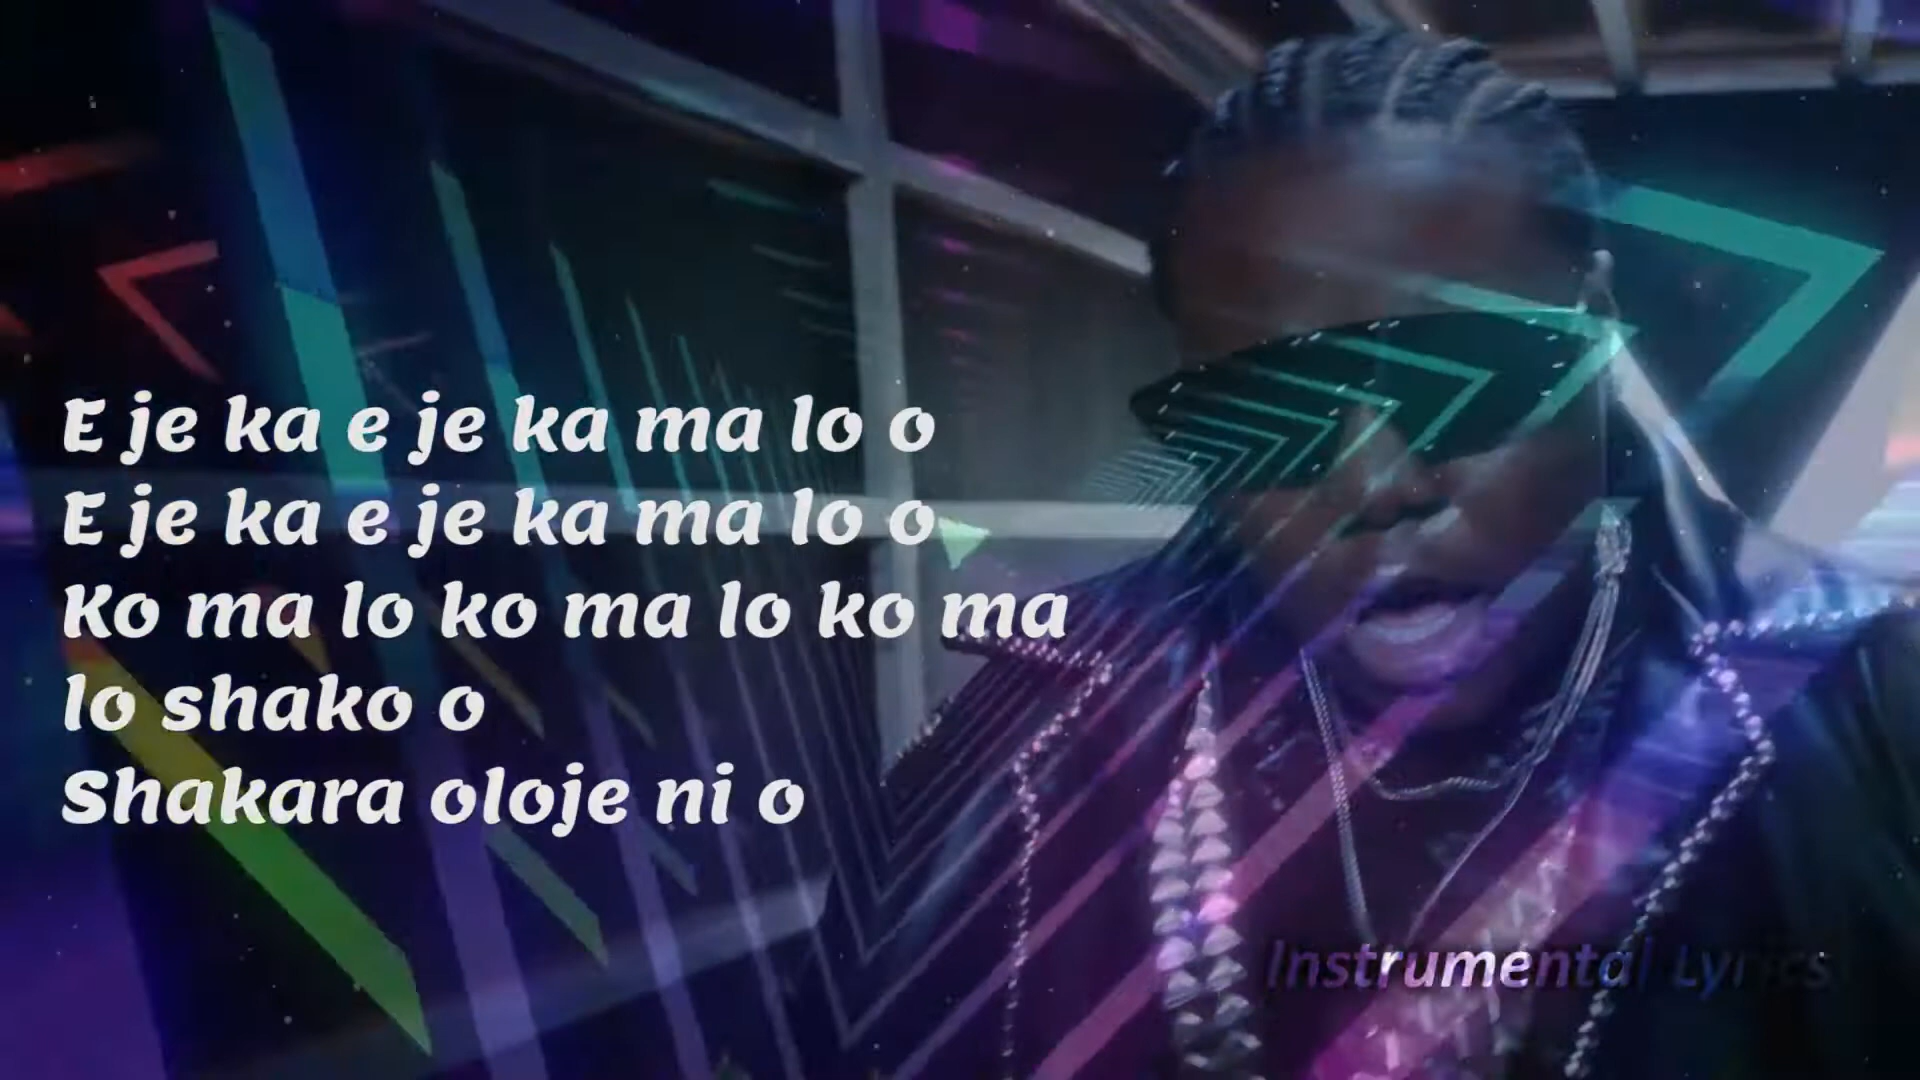 E je ka e je ka ma lo o
E je ka e je ka ma lo o
Ko ma lo ko ma lo ko ma
lo shako o
Shakara oloje ni o
Instrumental Lyrics